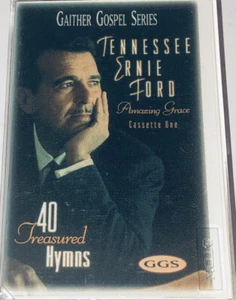 GAITHER GOSPEL SERIES
TENNESSEE
ERNIE
FORD
Amazing Grace
Cassette One
40
Treasured
Hymns
GGS